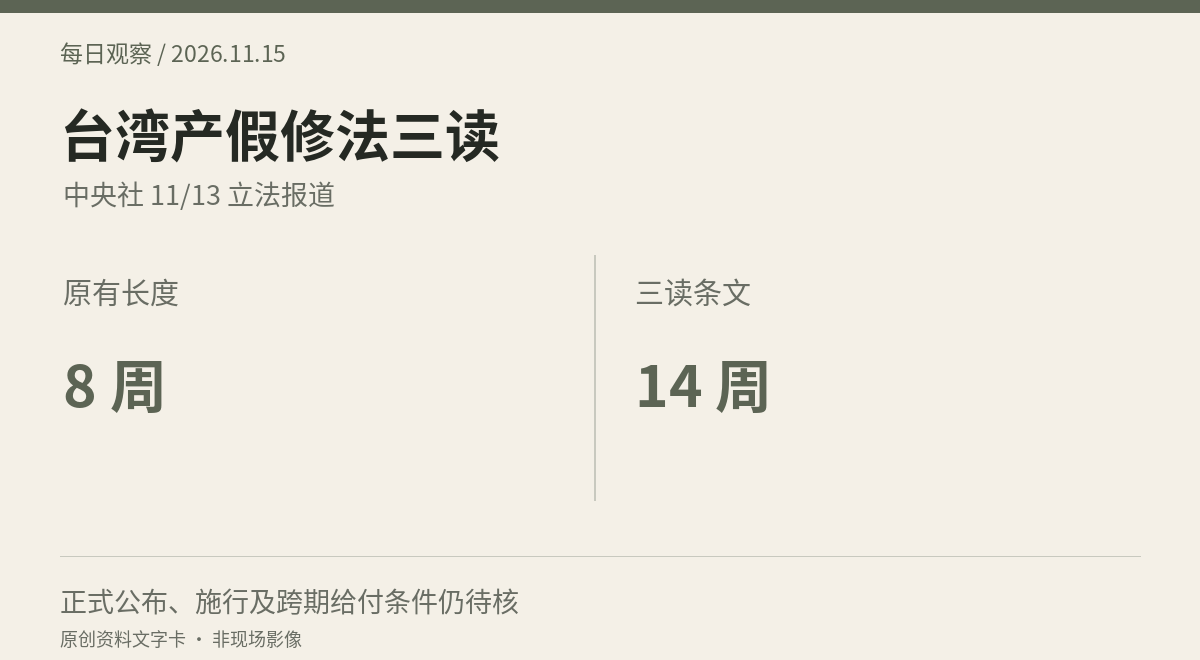 每日观察 / 2026.11.15
台湾产假修法三读
中央社 11/13 立法报道
原有长度
8 周
三读条文
14 周
正式公布、施行及跨期给付条件仍待核
原创资料文字卡 · 非现场影像